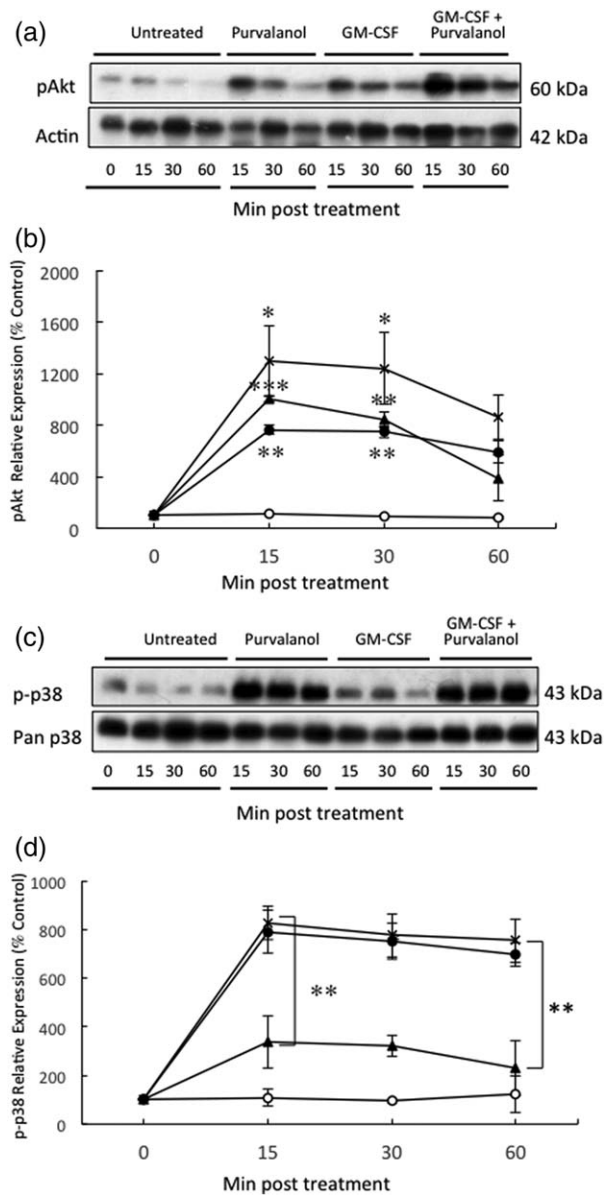 (a)
Untreated Purvalanol GM-CSF GM-CSF + Purvalanol
pAkt 60 kDa
Actin 42 kDa
0 15 30 60 15 30 60 15 30 60 15 30 60
Min post treatment
(b)
pAkt Relative Expression (% Control)
2000
1600
1200
800
400
0
* *
*** **
** **
0 15 30 60
Min post treatment
(c)
Untreated Purvalanol GM-CSF GM-CSF + Purvalanol
p-p38 43 kDa
Pan p38 43 kDa
0 15 30 60 15 30 60 15 30 60 15 30 60
Min post treatment
(d)
p-p38 Relative Expression (% Control)
1000
800
600
400
200
0
** **
0 15 30 60
Min post treatment